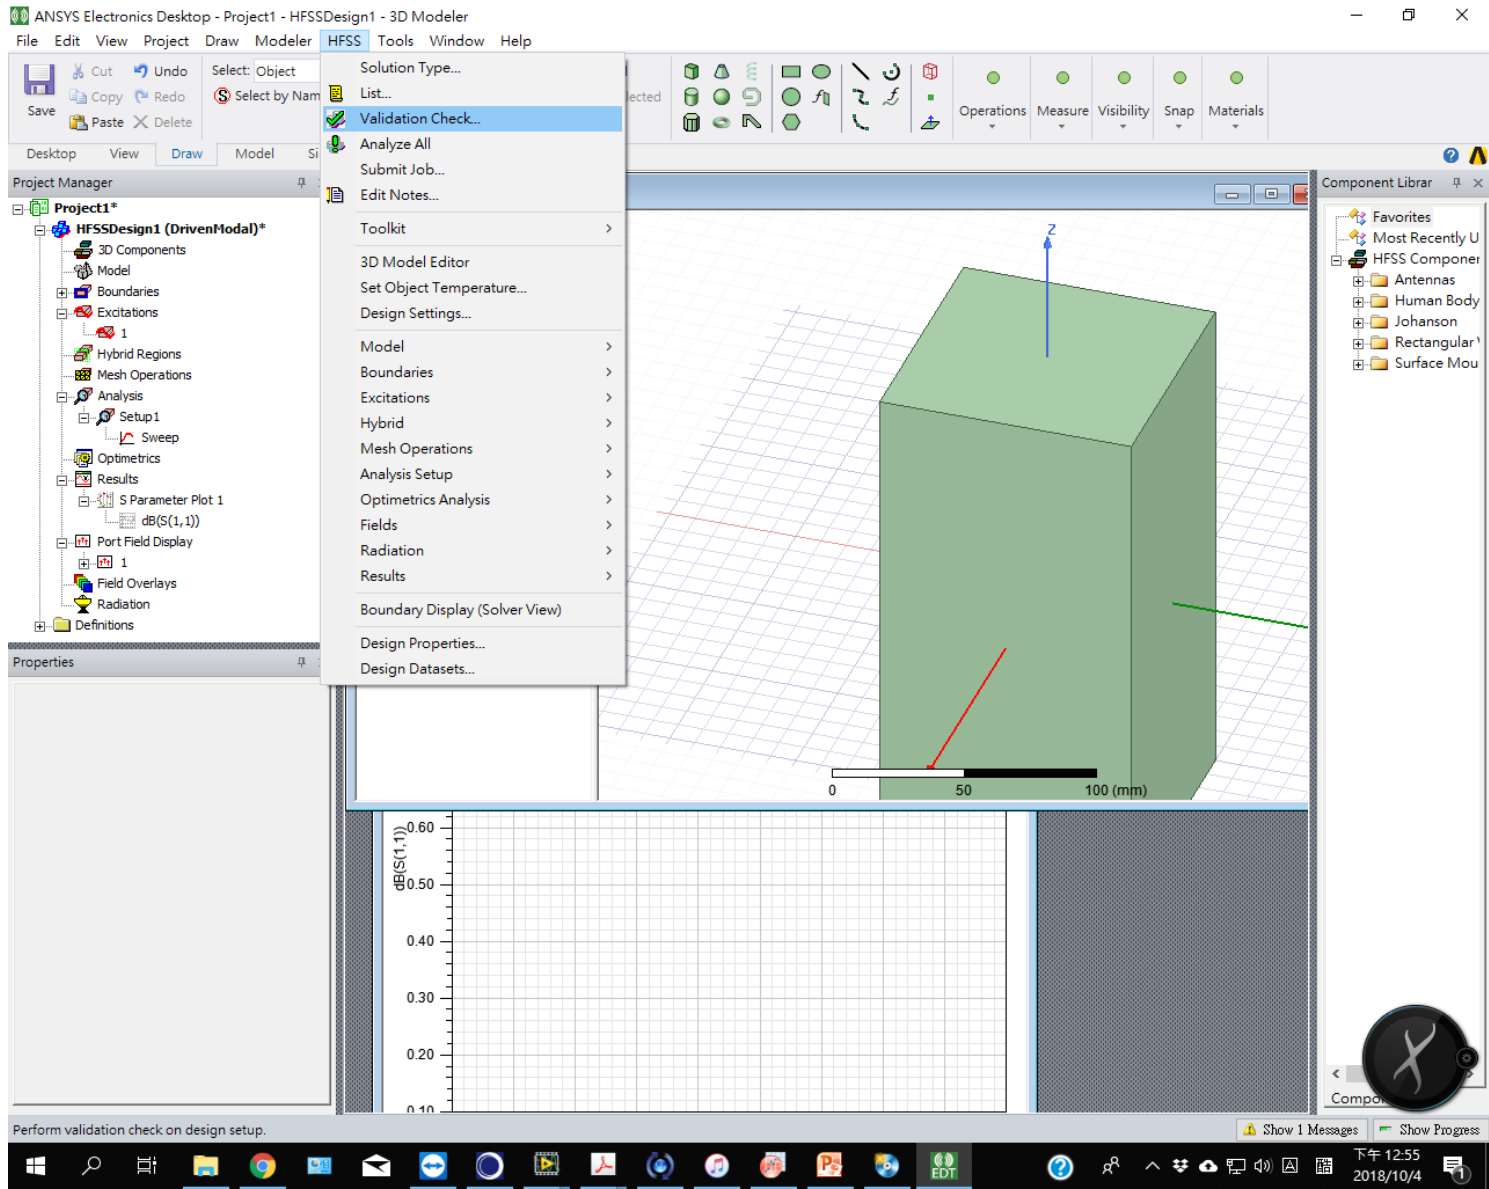 ANSYS Electronics Desktop - Project1 - HFSSDesign1 - 3D Modeler
File Edit View Project Draw Modeler HFSS Tools Window Help
Save
Cut Undo
Copy Redo
Paste Delete
Select: Object
Select by Nam
lected
Operations Measure Visibility Snap Materials
Desktop View Draw Model Si
Solution Type...
List...
Validation Check...
Analyze All
Submit Job...
Edit Notes...
Toolkit
3D Model Editor
Set Object Temperature...
Design Settings...
Model
Boundaries
Excitations
Hybrid
Mesh Operations
Analysis Setup
Optimetrics Analysis
Fields
Radiation
Results
Boundary Display (Solver View)
Design Properties...
Design Datasets...
Project Manager
Project1*
HFSSDesign1 (DrivenModal)*
3D Components
Model
Boundaries
Excitations
1
Hybrid Regions
Mesh Operations
Analysis
Setup1
Sweep
Optimetrics
Results
S Parameter Plot 1
dB(S(1,1))
Port Field Display
1
Field Overlays
Radiation
Definitions
Properties
Z
0 50 100 (mm)
dB(S(1,1))
0.60
0.50
0.40
0.30
0.20
0.10
Component Librar
Favorites
Most Recently U
HFSS Componer
Antennas
Human Body
Johanson
Rectangular
Surface Mou
Compo
Perform validation check on design setup.
Show 1 Messages Show Progress
EDT
下午 12:55
2018/10/4
1